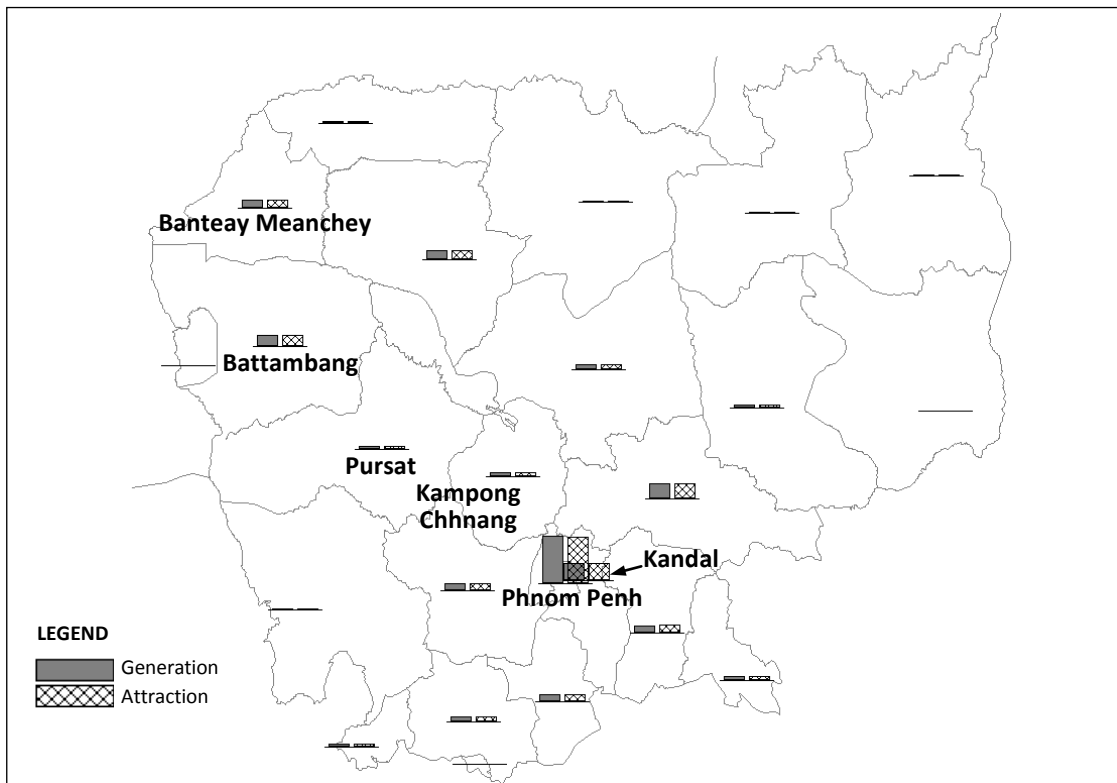 Banteay Meanchey
Battambang
Pursat
Kampong
Chhnang
Kandal
Phnom Penh
LEGEND
Generation
Attraction